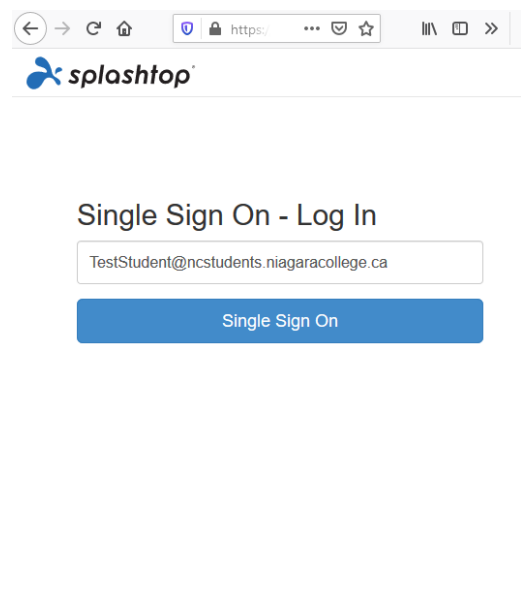 https:/
splashtop
Single Sign On - Log In
TestStudent@ncstudents.niagaracollege.ca
Single Sign On